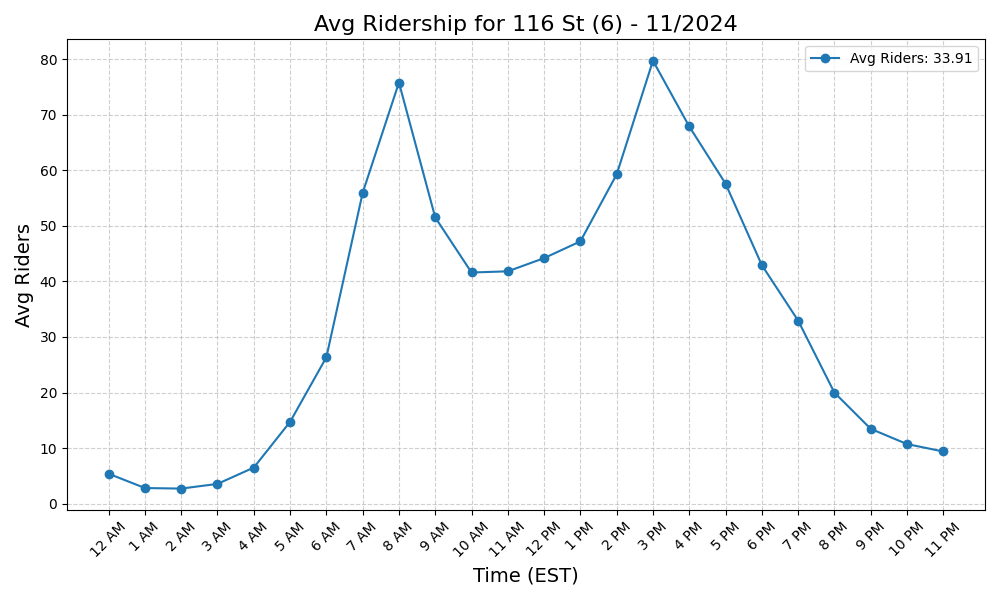 Avg Ridership for 116 St (6) - 11/2024
Avg Riders: 33.91
Avg Riders
80
70
60
50
40
30
20
10
0
12 AM
1 AM
2 AM
3 AM
4 AM
5 AM
6 AM
7 AM
8 AM
9 AM
10 AM
11 AM
12 PM
1 PM
2 PM
3 PM
4 PM
5 PM
6 PM
7 PM
8 PM
9 PM
10 PM
11 PM
Time (EST)